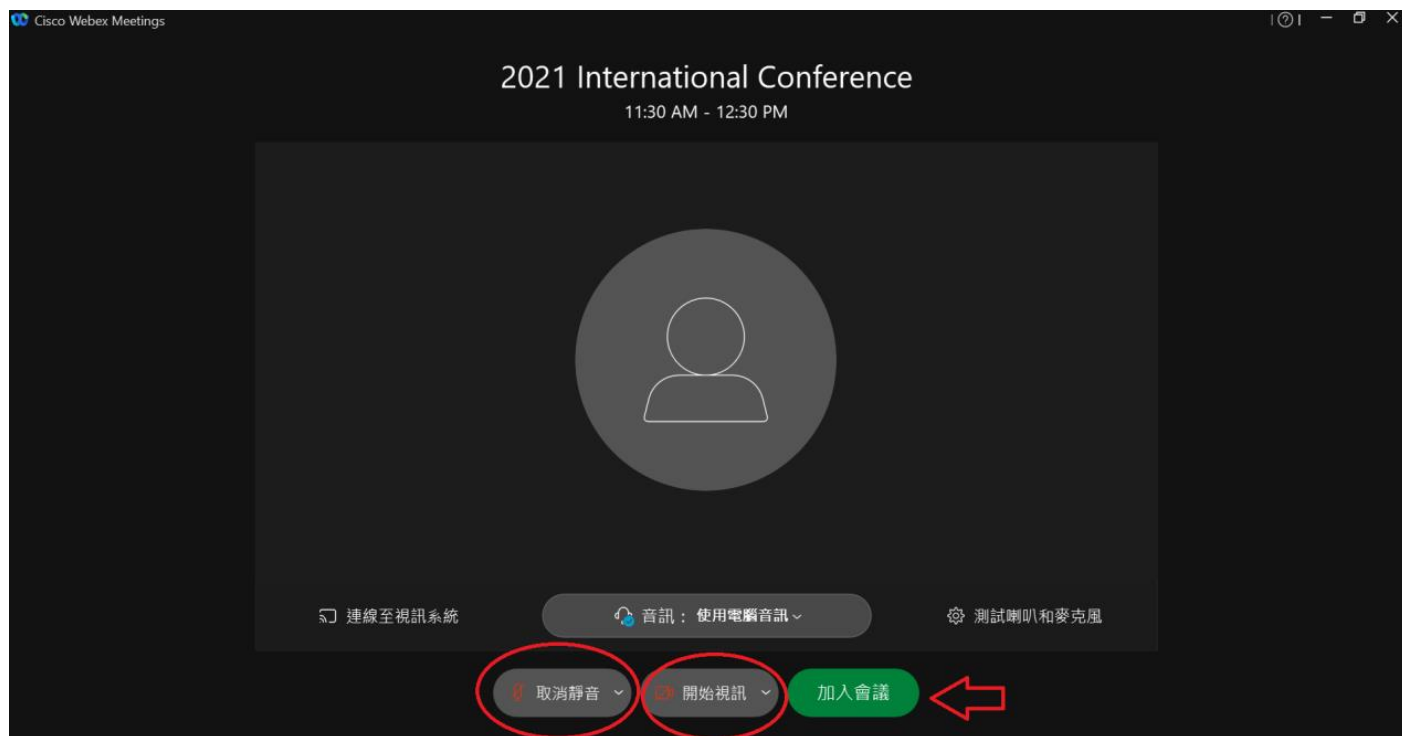 Cisco Webex Meetings
2021 International Conference
11:30 AM - 12:30 PM
連線至視訊系統
音訊： 使用電腦音訊
測試喇叭和麥克風
取消靜音
開始視訊
加入會議